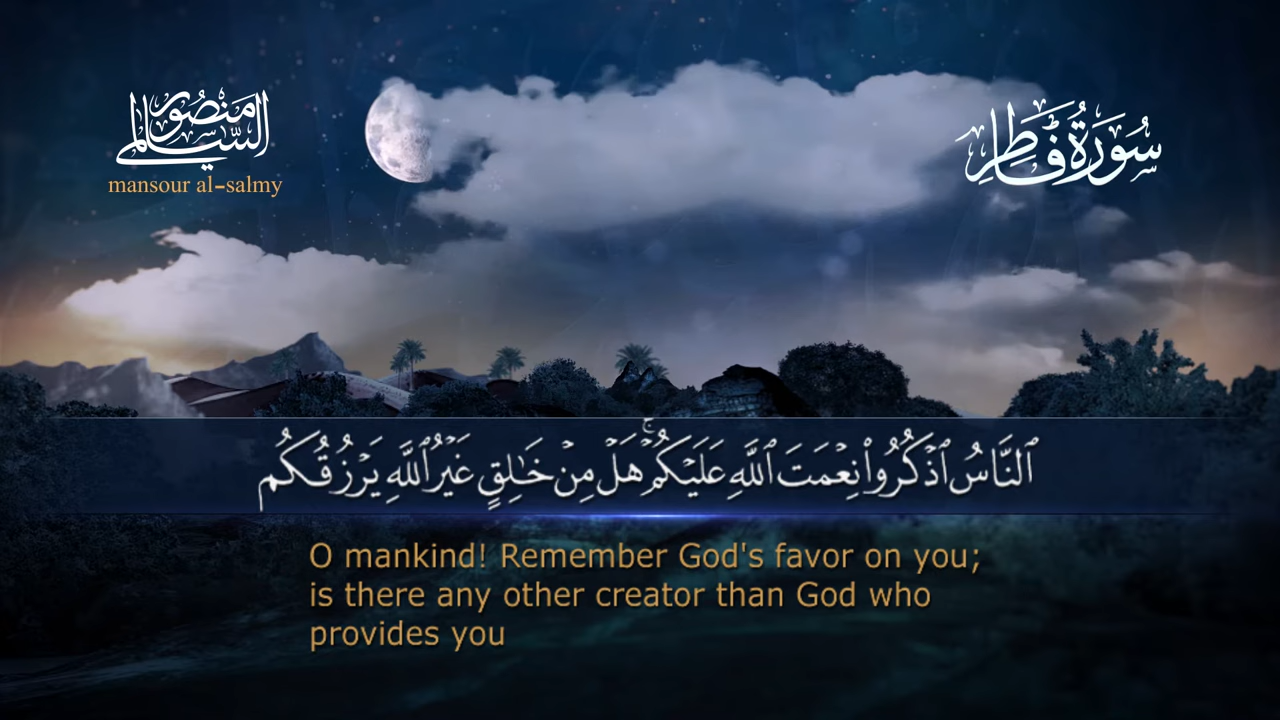 منصور
السالمي
mansour al-salmy
سُورَةُ فَاطِر
ٱلنَّاسُ ٱذْكُرُوا۟ نِعْمَتَ ٱللَّهِ عَلَيْكُمْ ۚ هَلْ مِنْ خَـٰلِقٍ غَيْرُ ٱللَّهِ يَرْزُقُكُم
O mankind! Remember God's favor on you;
is there any other creator than God who
provides you